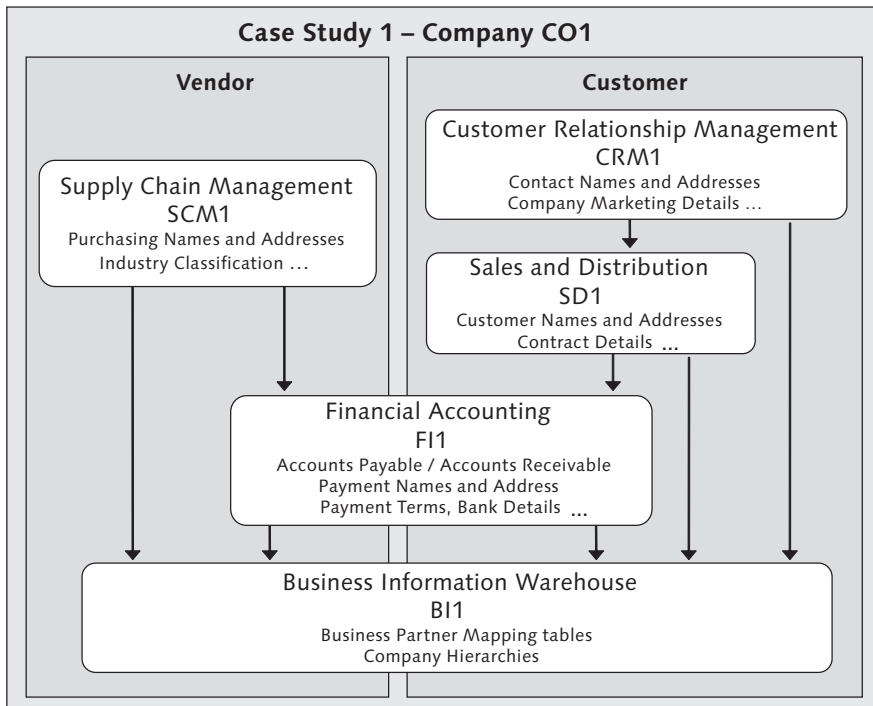 Case Study 1 – Company CO1
Vendor
Customer
Customer Relationship Management
CRM1
Contact Names and Addresses
Company Marketing Details ...
Supply Chain Management
SCM1
Purchasing Names and Addresses
Industry Classification ...
Sales and Distribution
SD1
Customer Names and Addresses
Contract Details ...
Financial Accounting
FI1
Accounts Payable / Accounts Receivable
Payment Names and Address
Payment Terms, Bank Details ...
Business Information Warehouse
BI1
Business Partner Mapping tables
Company Hierarchies